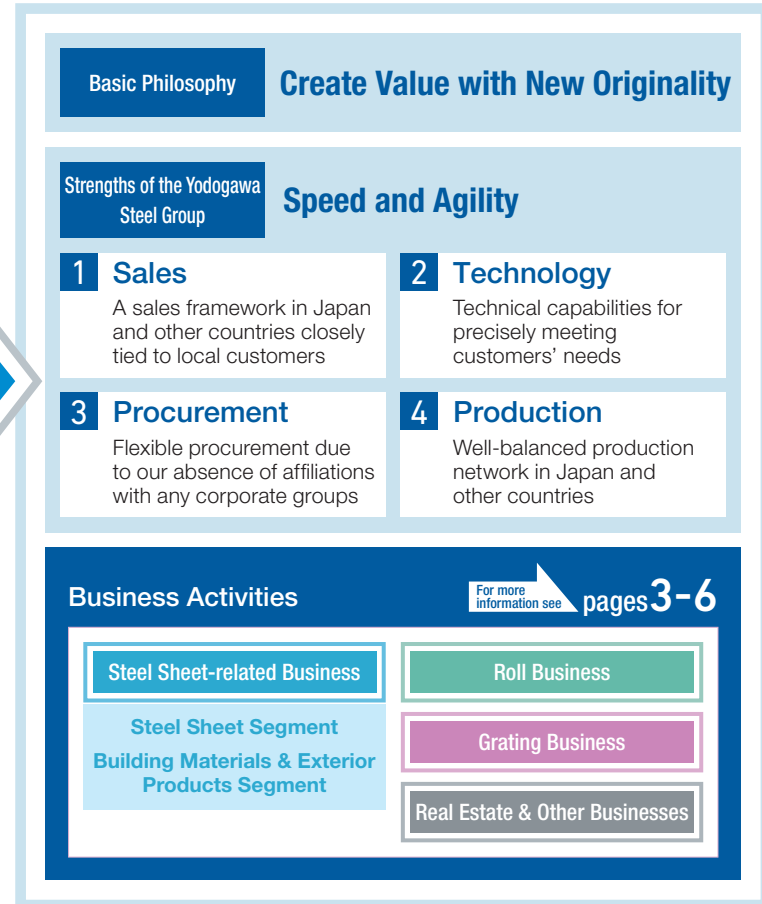 Basic Philosophy
Create Value with New Originality
Strengths of the Yodogawa
Steel Group
Speed and Agility
1 Sales
A sales framework in Japan
and other countries closely
tied to local customers
2 Technology
Technical capabilities for
precisely meeting
customers’ needs
3 Procurement
Flexible procurement due
to our absence of affiliations
with any corporate groups
4 Production
Well-balanced production
network in Japan and
other countries
Business Activities
For more
information see
pages3-6
Steel Sheet-related Business
Steel Sheet Segment
Building Materials & Exterior
Products Segment
Roll Business
Grating Business
Real Estate & Other Businesses